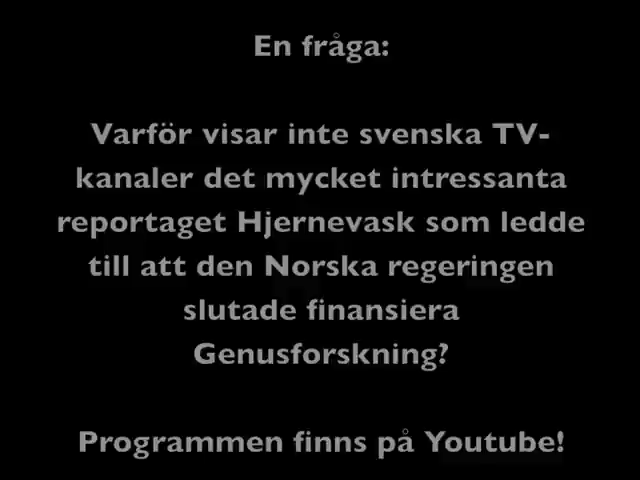 En fråga:
Varför visar inte svenska TV-
kanaler det mycket intressanta
reportaget Hjernevask som ledde
till att den Norska regeringen
slutade finansiera
Genusforskning?
Programmen finns på Youtube!